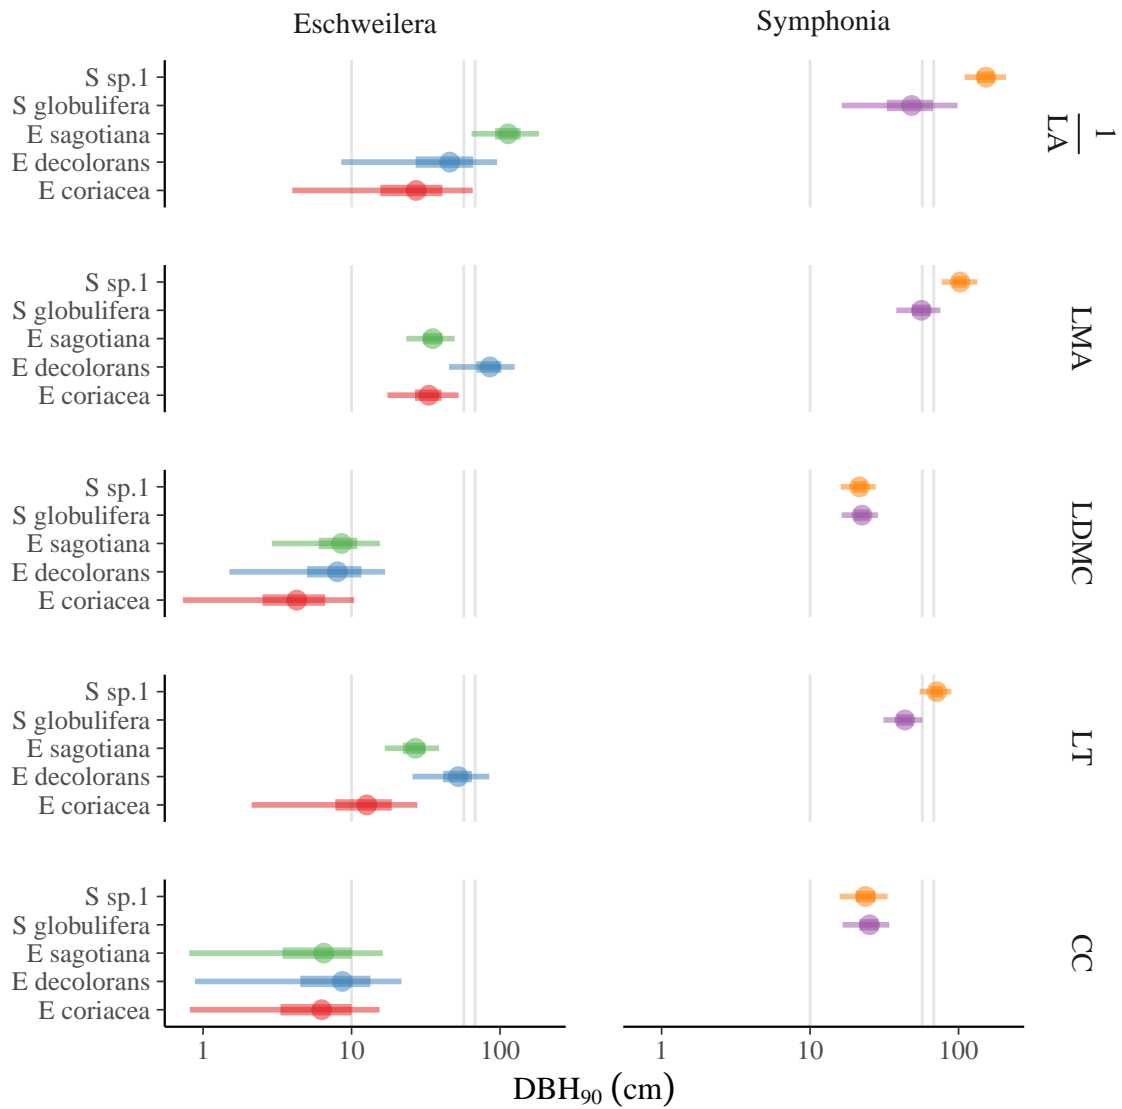 Eschweilera
Symphonia
S sp.1
S globulifera
E sagotiana
E decolorans
E coriacea
1
LA
S sp.1
S globulifera
E sagotiana
E decolorans
E coriacea
LMA
S sp.1
S globulifera
E sagotiana
E decolorans
E coriacea
LDMC
S sp.1
S globulifera
E sagotiana
E decolorans
E coriacea
LT
S sp.1
S globulifera
E sagotiana
E decolorans
E coriacea
CC
1 10 100
1 10 100
DBH₉₀ (cm)